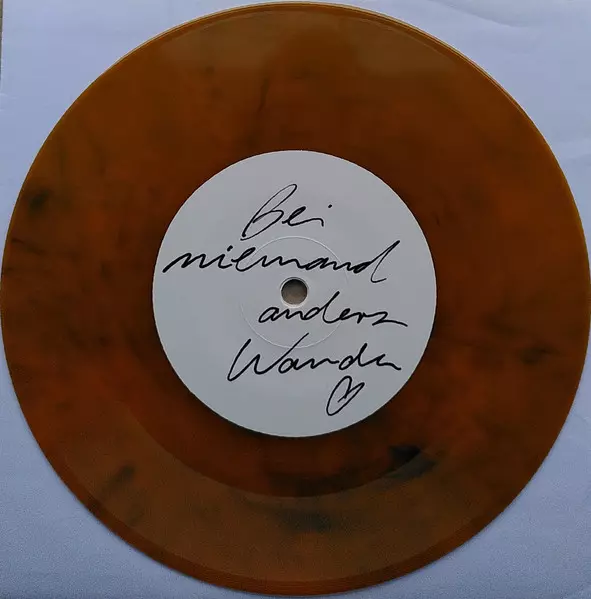 Bei
niemand
anders
Wanda